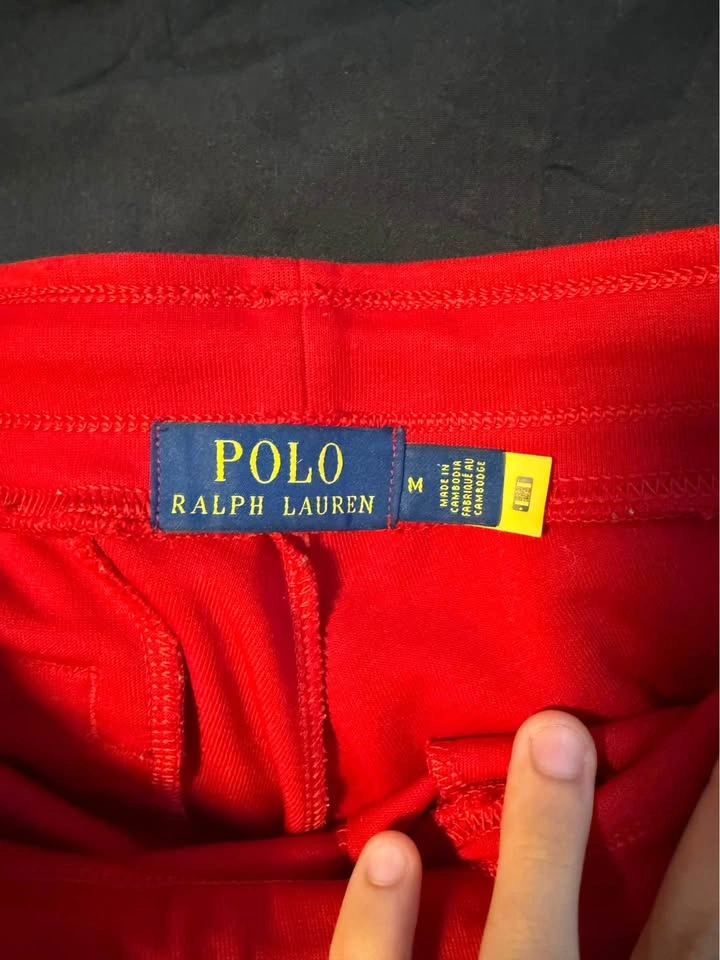 POLO
RALPH LAUREN
M
MADE IN
CAMBODIA
FABRIQUÉ AU
CAMBODGE